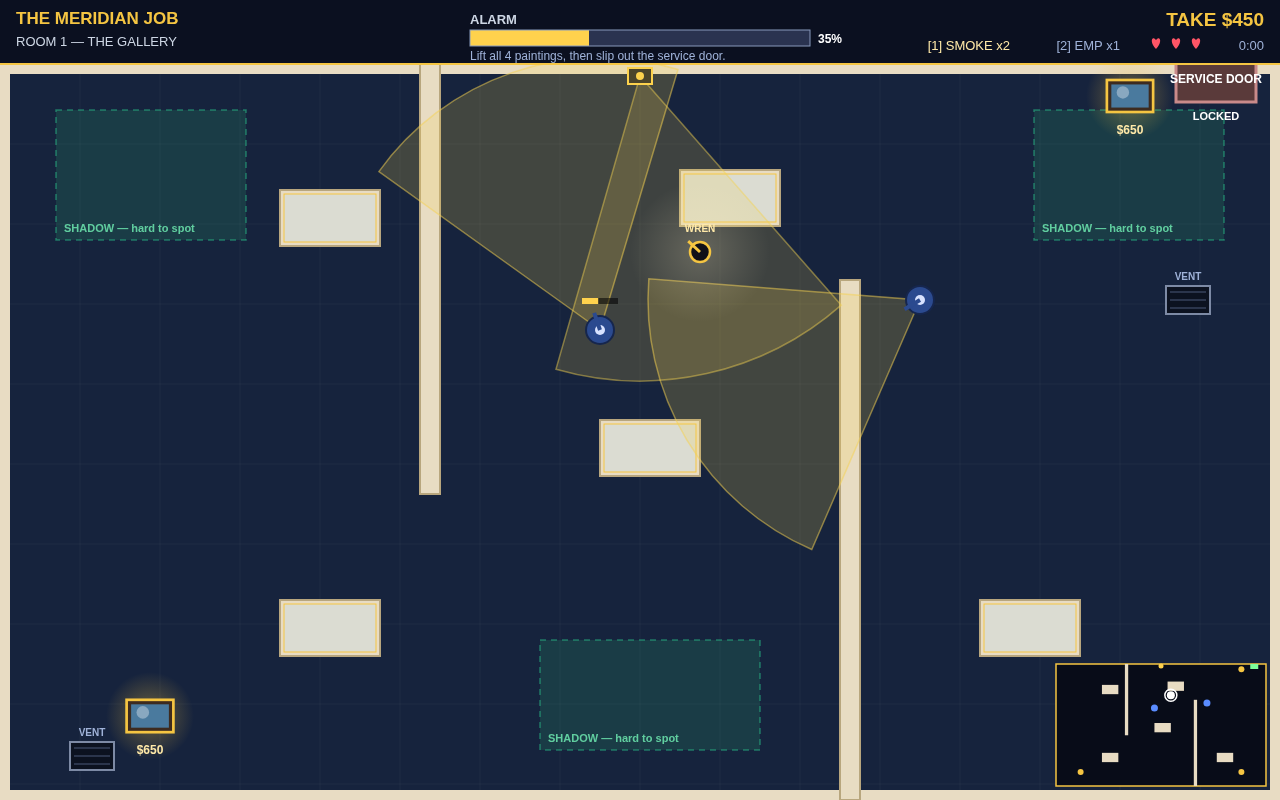 THE MERIDIAN JOB
ROOM 1 — THE GALLERY
ALARM
35%
Lift all 4 paintings, then slip out the service door.
TAKE $450
[1] SMOKE x2
[2] EMP x1
0:00
SERVICE DOOR
LOCKED
$650
SHADOW — hard to spot
SHADOW — hard to spot
WREN
VENT
VENT
$650
SHADOW — hard to spot